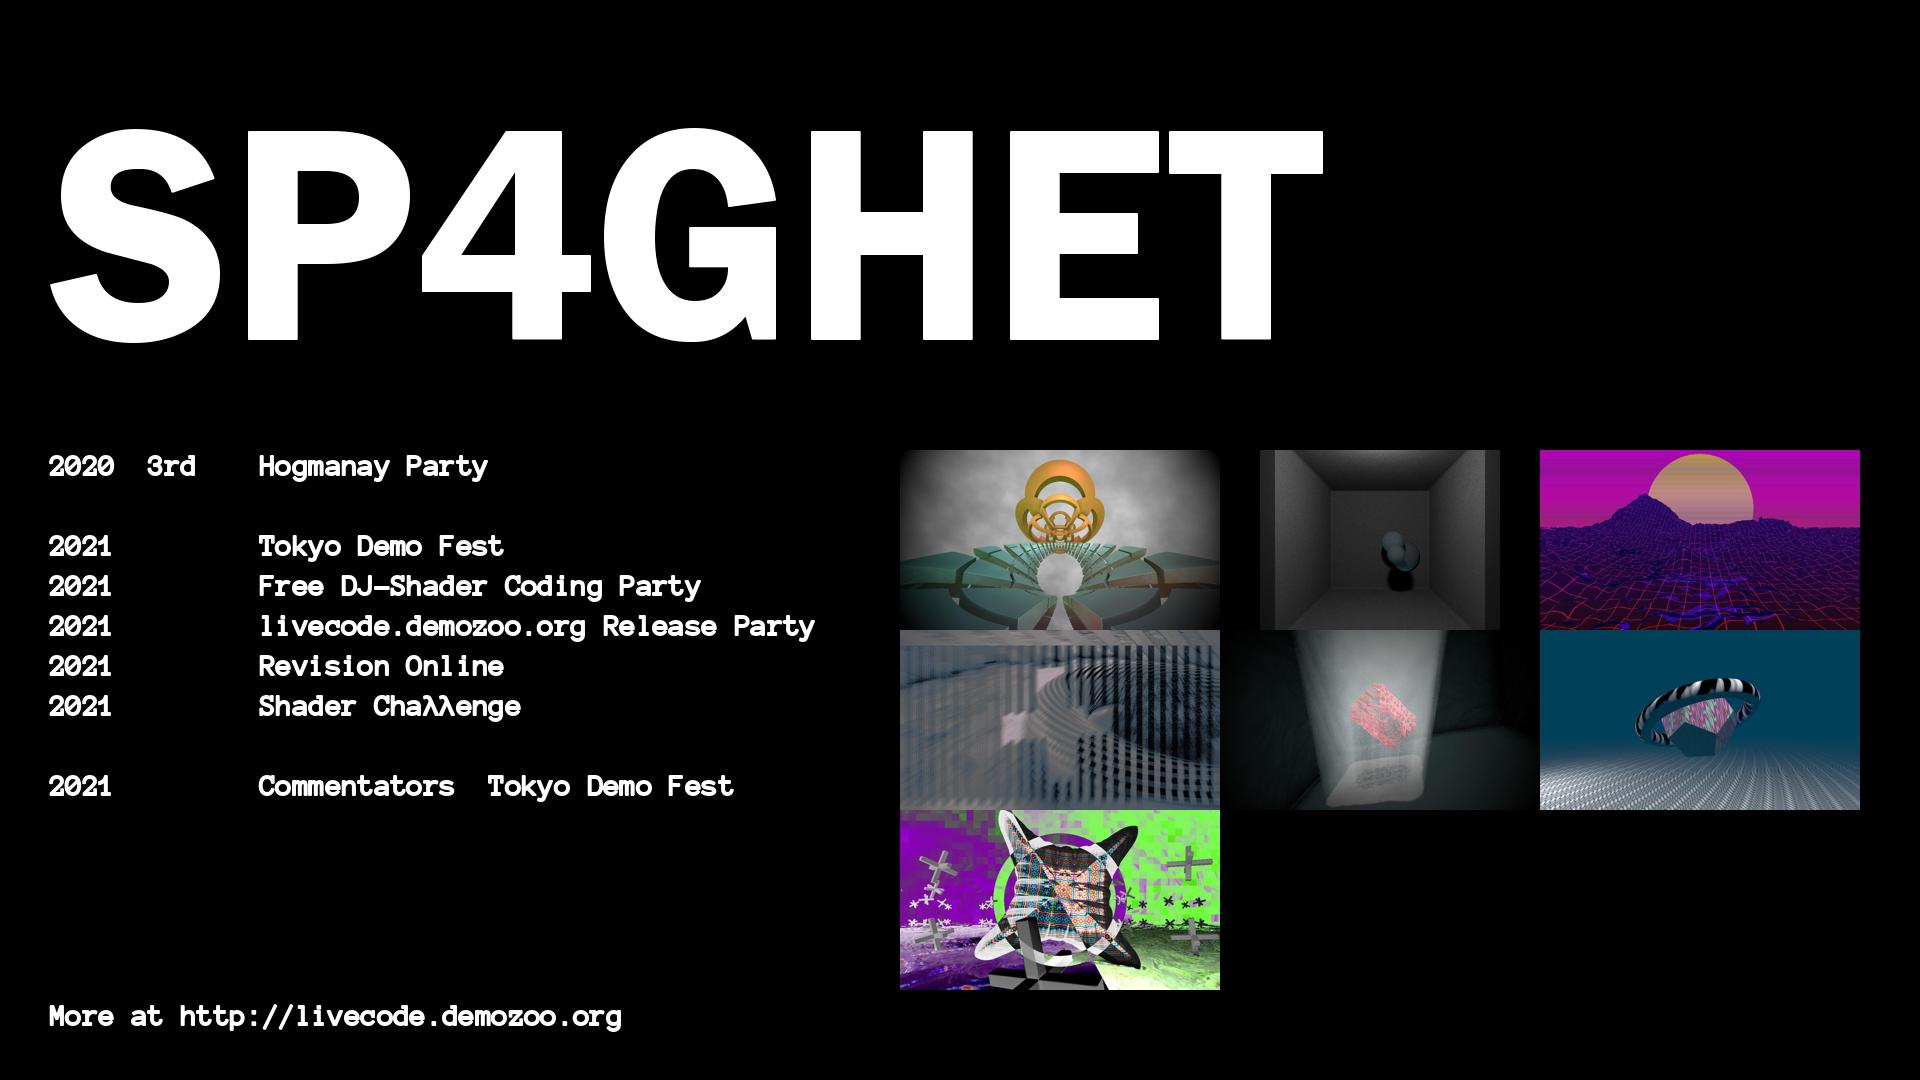 SP4GHET
2020 3rd Hogmanay Party
2021 Tokyo Demo Fest
2021 Free DJ-Shader Coding Party
2021 livecode.demozoo.org Release Party
2021 Revision Online
2021 Shader Chaλλenge
2021 Commentators Tokyo Demo Fest
More at http://livecode.demozoo.org